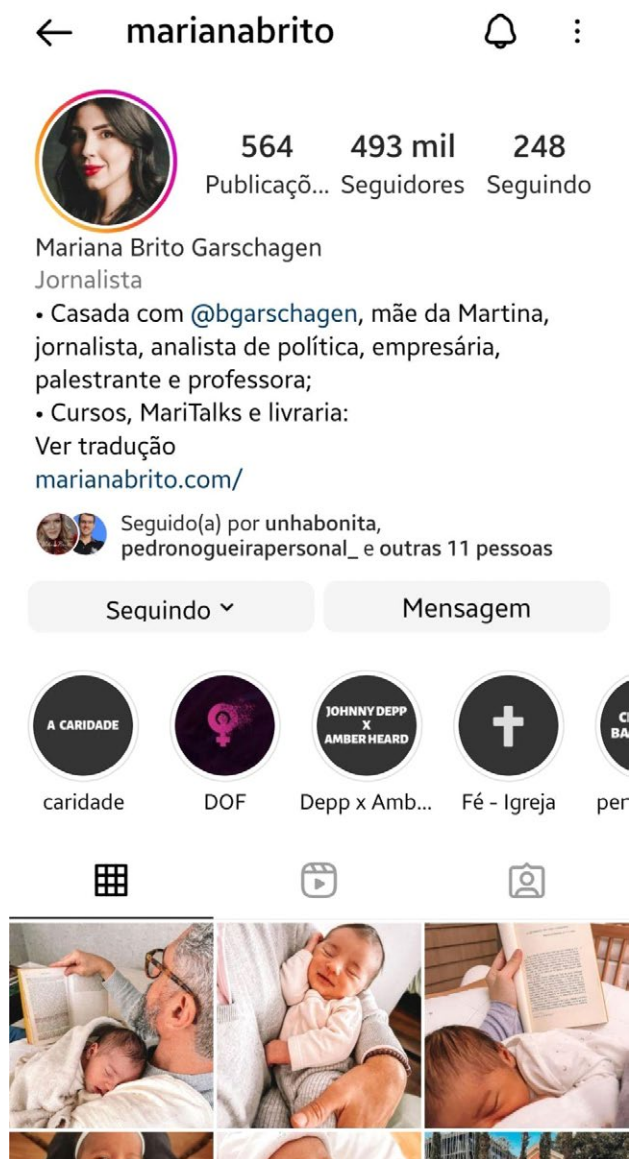 marianabrito
564 493 mil 248
Publicaçõ... Seguidores Seguindo
Mariana Brito Garschagen
Jornalista
• Casada com @bgarschagen, mãe da Martina,
jornalista, analista de política, empresária,
palestrante e professora;
• Cursos, MariTalks e livraria:
Ver tradução
marianabrito.com/
Seguido(a) por unhabonita,
pedronogueirapersonal_ e outras 11 pessoas
Seguindo Mensagem
A CARIDADE
JOHNNY DEPP
X
AMBER HEARD
caridade DOF Depp x Amb... Fé - Igreja